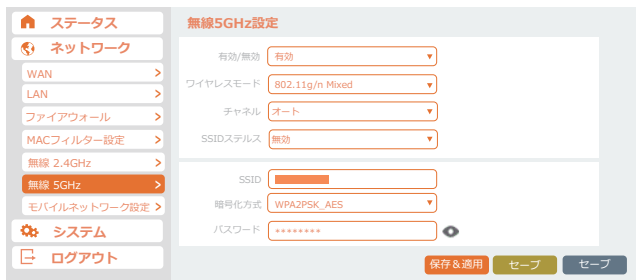 ステータス
ネットワーク
WAN >
LAN >
ファイアウォール >
MACフィルター設定 >
無線 2.4GHz >
無線 5GHz >
モバイルネットワーク設定 >
システム
ログアウト
無線5GHz設定
有効/無効 有効
ワイヤレスモード 802.11g/n Mixed
チャネル オート
SSIDステルス 無効
SSID
暗号化方式 WPA2PSK_AES
パスワード ********
保存&適用 セーブ セーブ